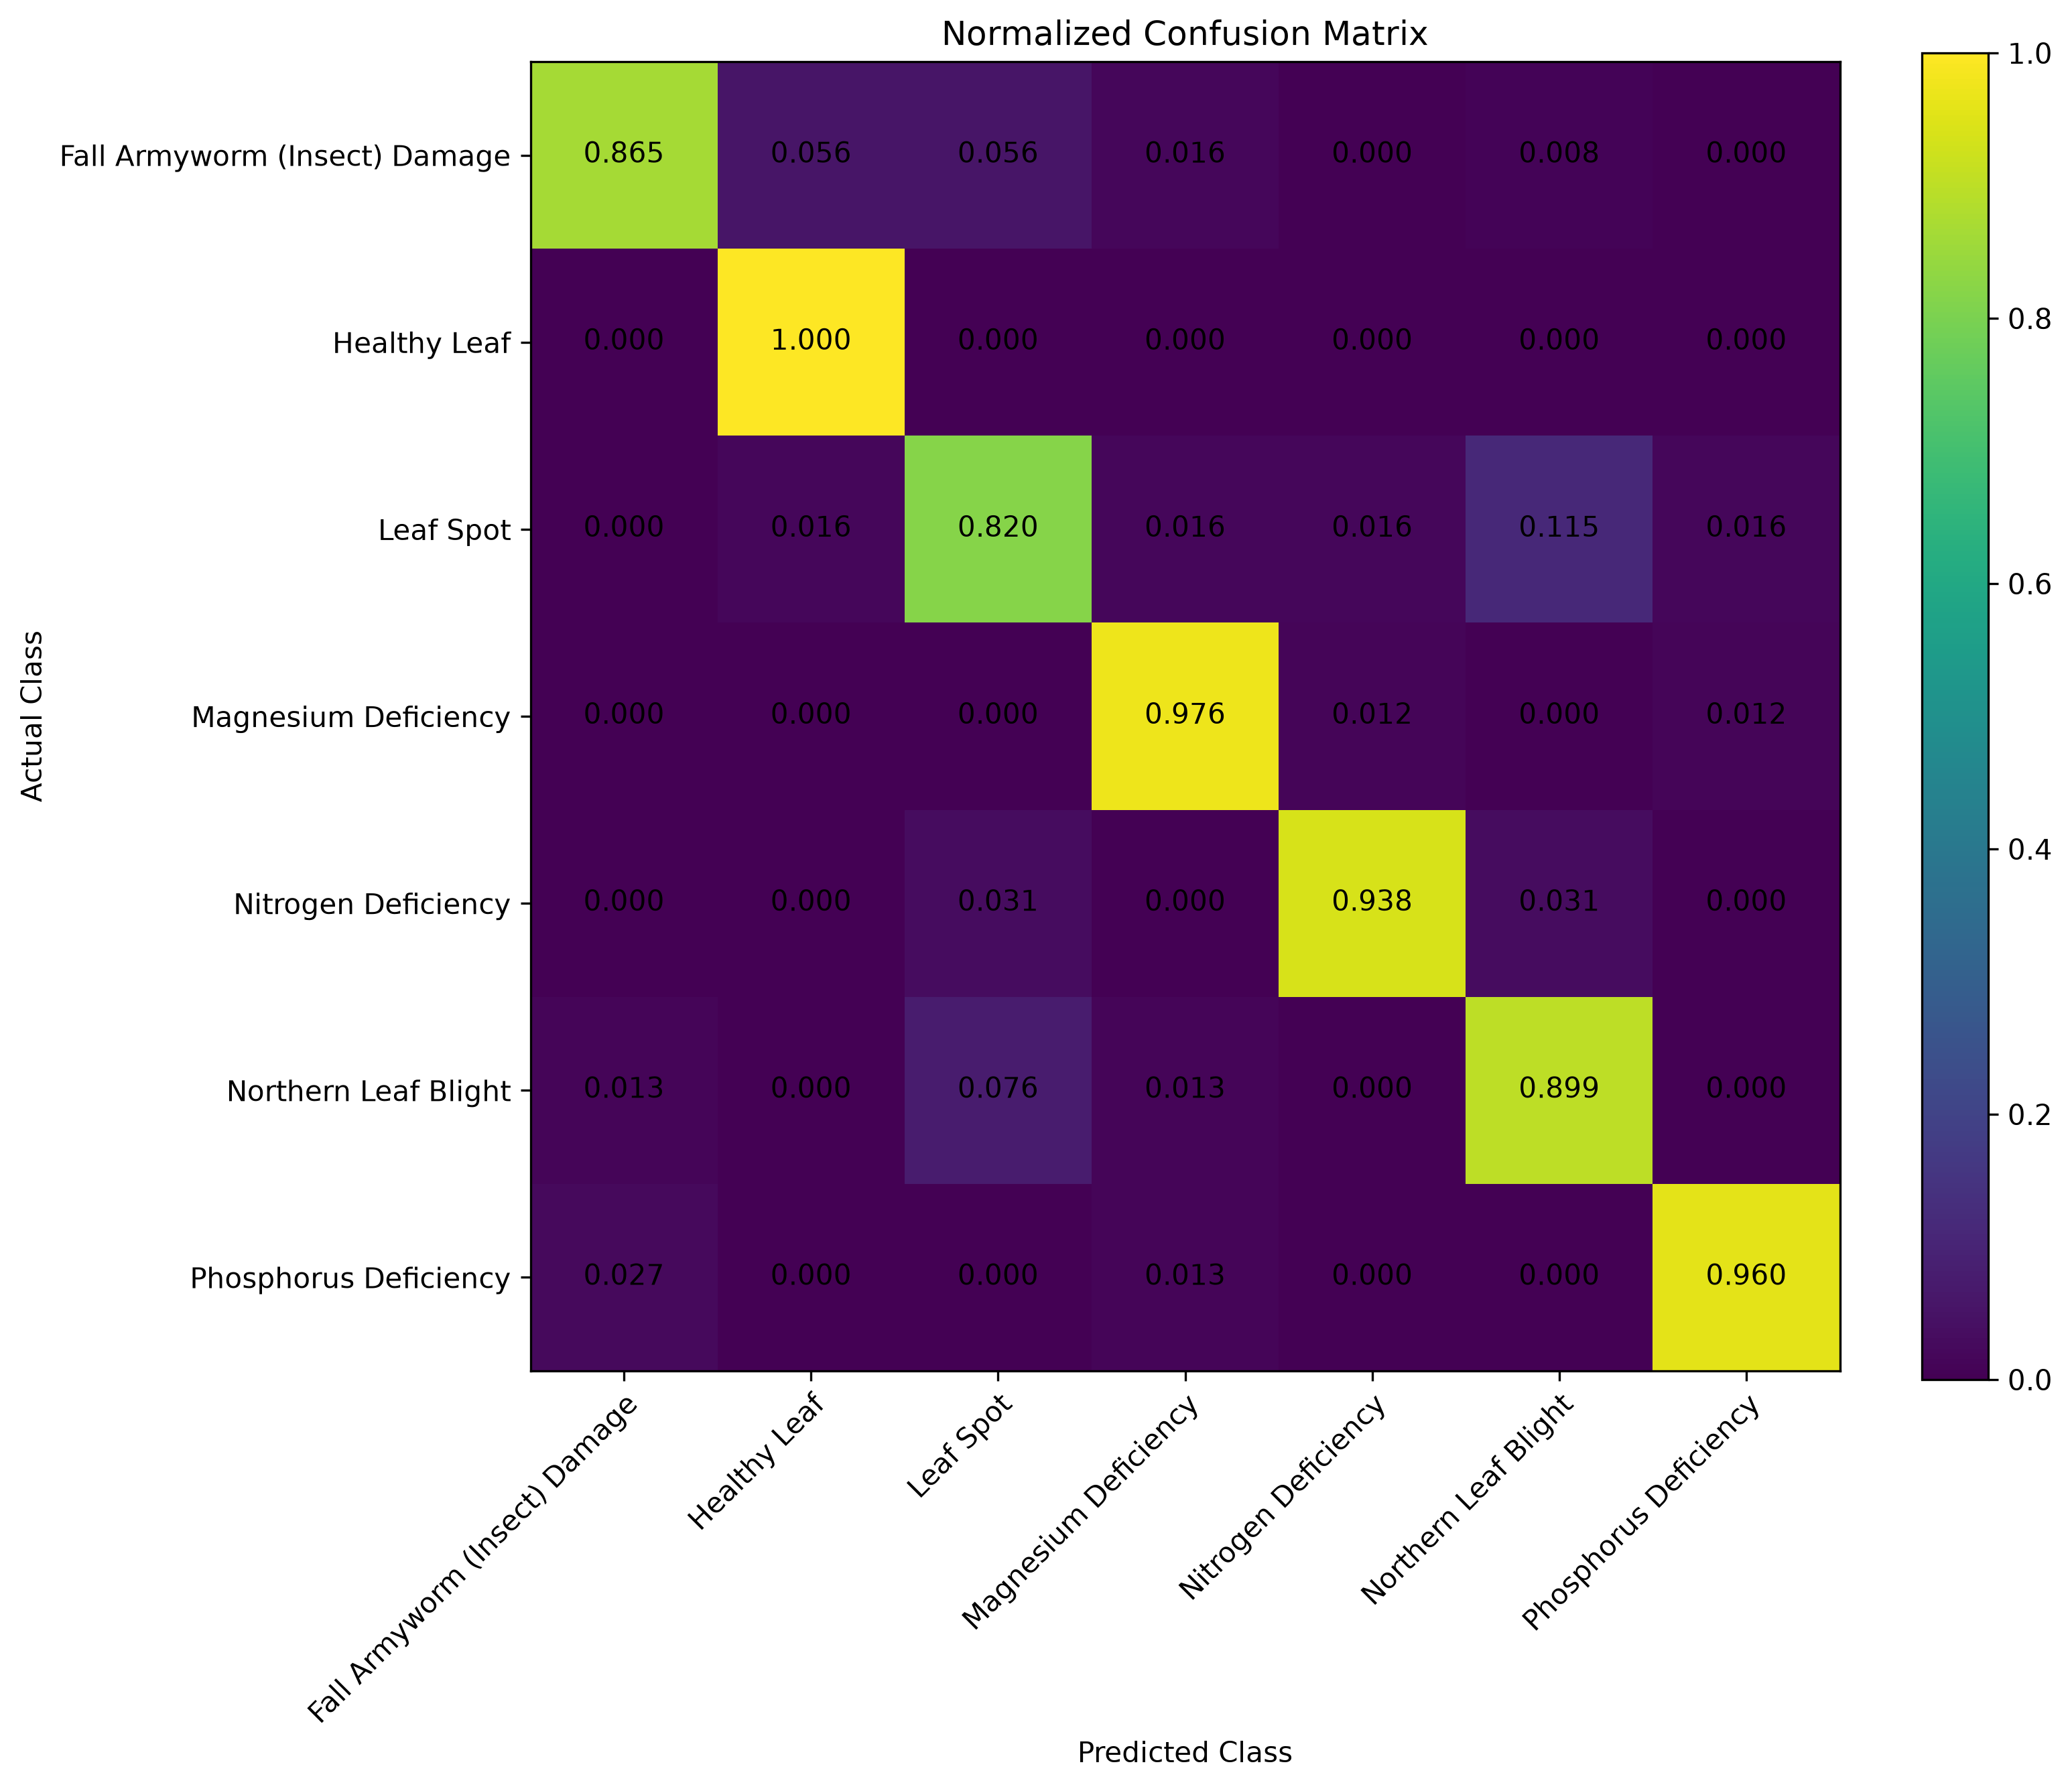 Normalized Confusion Matrix
Fall Armyworm (Insect) Damage 0.865 0.056 0.056 0.016 0.000 0.008 0.000
Healthy Leaf 0.000 1.000 0.000 0.000 0.000 0.000 0.000
Leaf Spot 0.000 0.016 0.820 0.016 0.016 0.115 0.016
Magnesium Deficiency 0.000 0.000 0.000 0.976 0.012 0.000 0.012
Nitrogen Deficiency 0.000 0.000 0.031 0.000 0.938 0.031 0.000
Northern Leaf Blight 0.013 0.000 0.076 0.013 0.000 0.899 0.000
Phosphorus Deficiency 0.027 0.000 0.000 0.013 0.000 0.000 0.960
Actual Class
Fall Armyworm (Insect) Damage
Healthy Leaf
Leaf Spot
Magnesium Deficiency
Nitrogen Deficiency
Northern Leaf Blight
Phosphorus Deficiency
Predicted Class
1.0
0.8
0.6
0.4
0.2
0.0